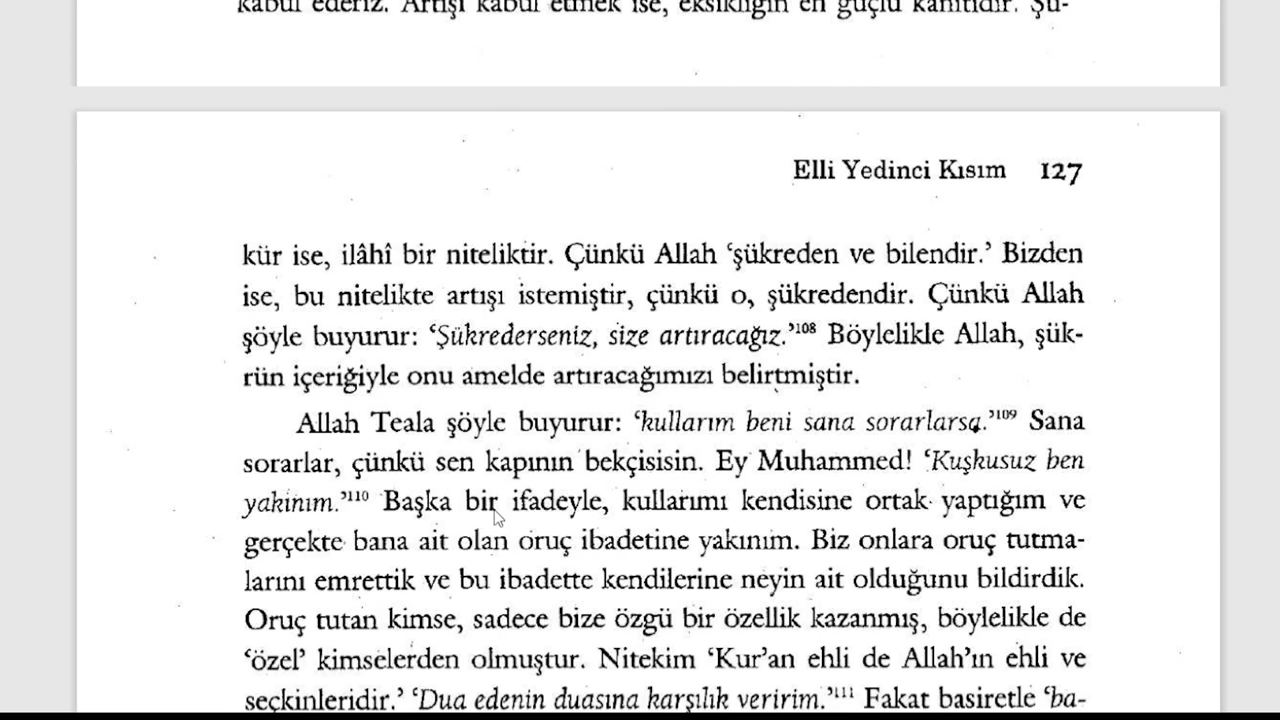 kabul ederiz. Artışı kabul etmek ise, eksikliğin en güçlü kanıtıdır. Şü-
Elli Yedinci Kısım 127
kür ise, ilâhî bir niteliktir. Çünkü Allah ‘şükreden ve bilendir.’ Bizden
ise, bu nitelikte artışı istemiştir, çünkü o, şükredendir. Çünkü Allah
şöyle buyurur: ‘Şükrederseniz, size artıracağız.’108 Böylelikle Allah, şük-
rün içeriğiyle onu amelde artıracağımızı belirtmiştir.
Allah Teala şöyle buyurur: ‘kullarım beni sana sorarlarsa.’109 Sana
sorarlar, çünkü sen kapının bekçisisin. Ey Muhammed! ‘Kuşkusuz ben
yakınım.’110 Başka bir ifadeyle, kullarımı kendisine ortak yaptığım ve
gerçekte bana ait olan oruç ibadetine yakınım. Biz onlara oruç tutma-
larını emrettik ve bu ibadette kendilerine neyin ait olduğunu bildirdik.
Oruç tutan kimse, sadece bize özgü bir özellik kazanmış, böylelikle de
‘özel’ kimselerden olmuştur. Nitekim ‘Kur’an ehli de Allah’ın ehli ve
seçkinleridir.’ ‘Dua edenin duasına karşılık veririm.’111 Fakat basiretle ‘ba-